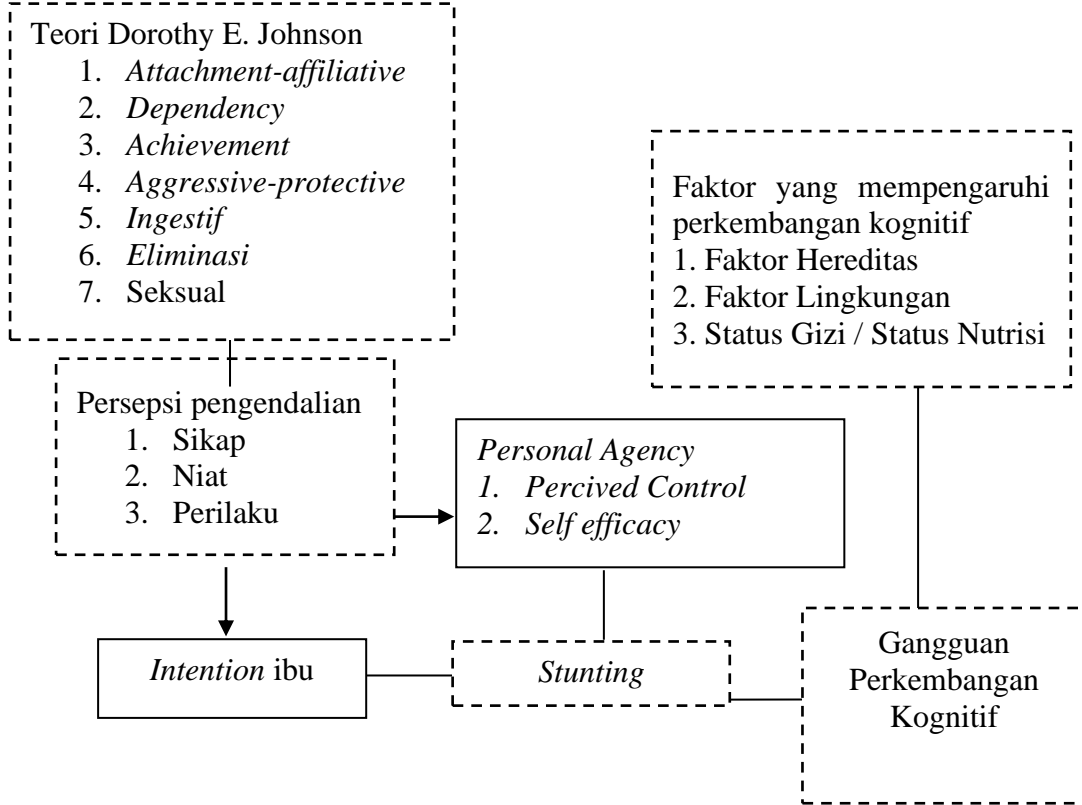 Teori Dorothy E. Johnson
1. Attachment-affiliative
2. Dependency
3. Achievement
4. Aggressive-protective
5. Ingestif
6. Eliminasi
7. Seksual
Faktor yang mempengaruhi
perkembangan kognitif
1. Faktor Hereditas
2. Faktor Lingkungan
3. Status Gizi / Status Nutrisi
Persepsi pengendalian
1. Sikap
2. Niat
3. Perilaku
Personal Agency
1. Percived Control
2. Self efficacy
Intention ibu
Stunting
Gangguan
Perkembangan
Kognitif